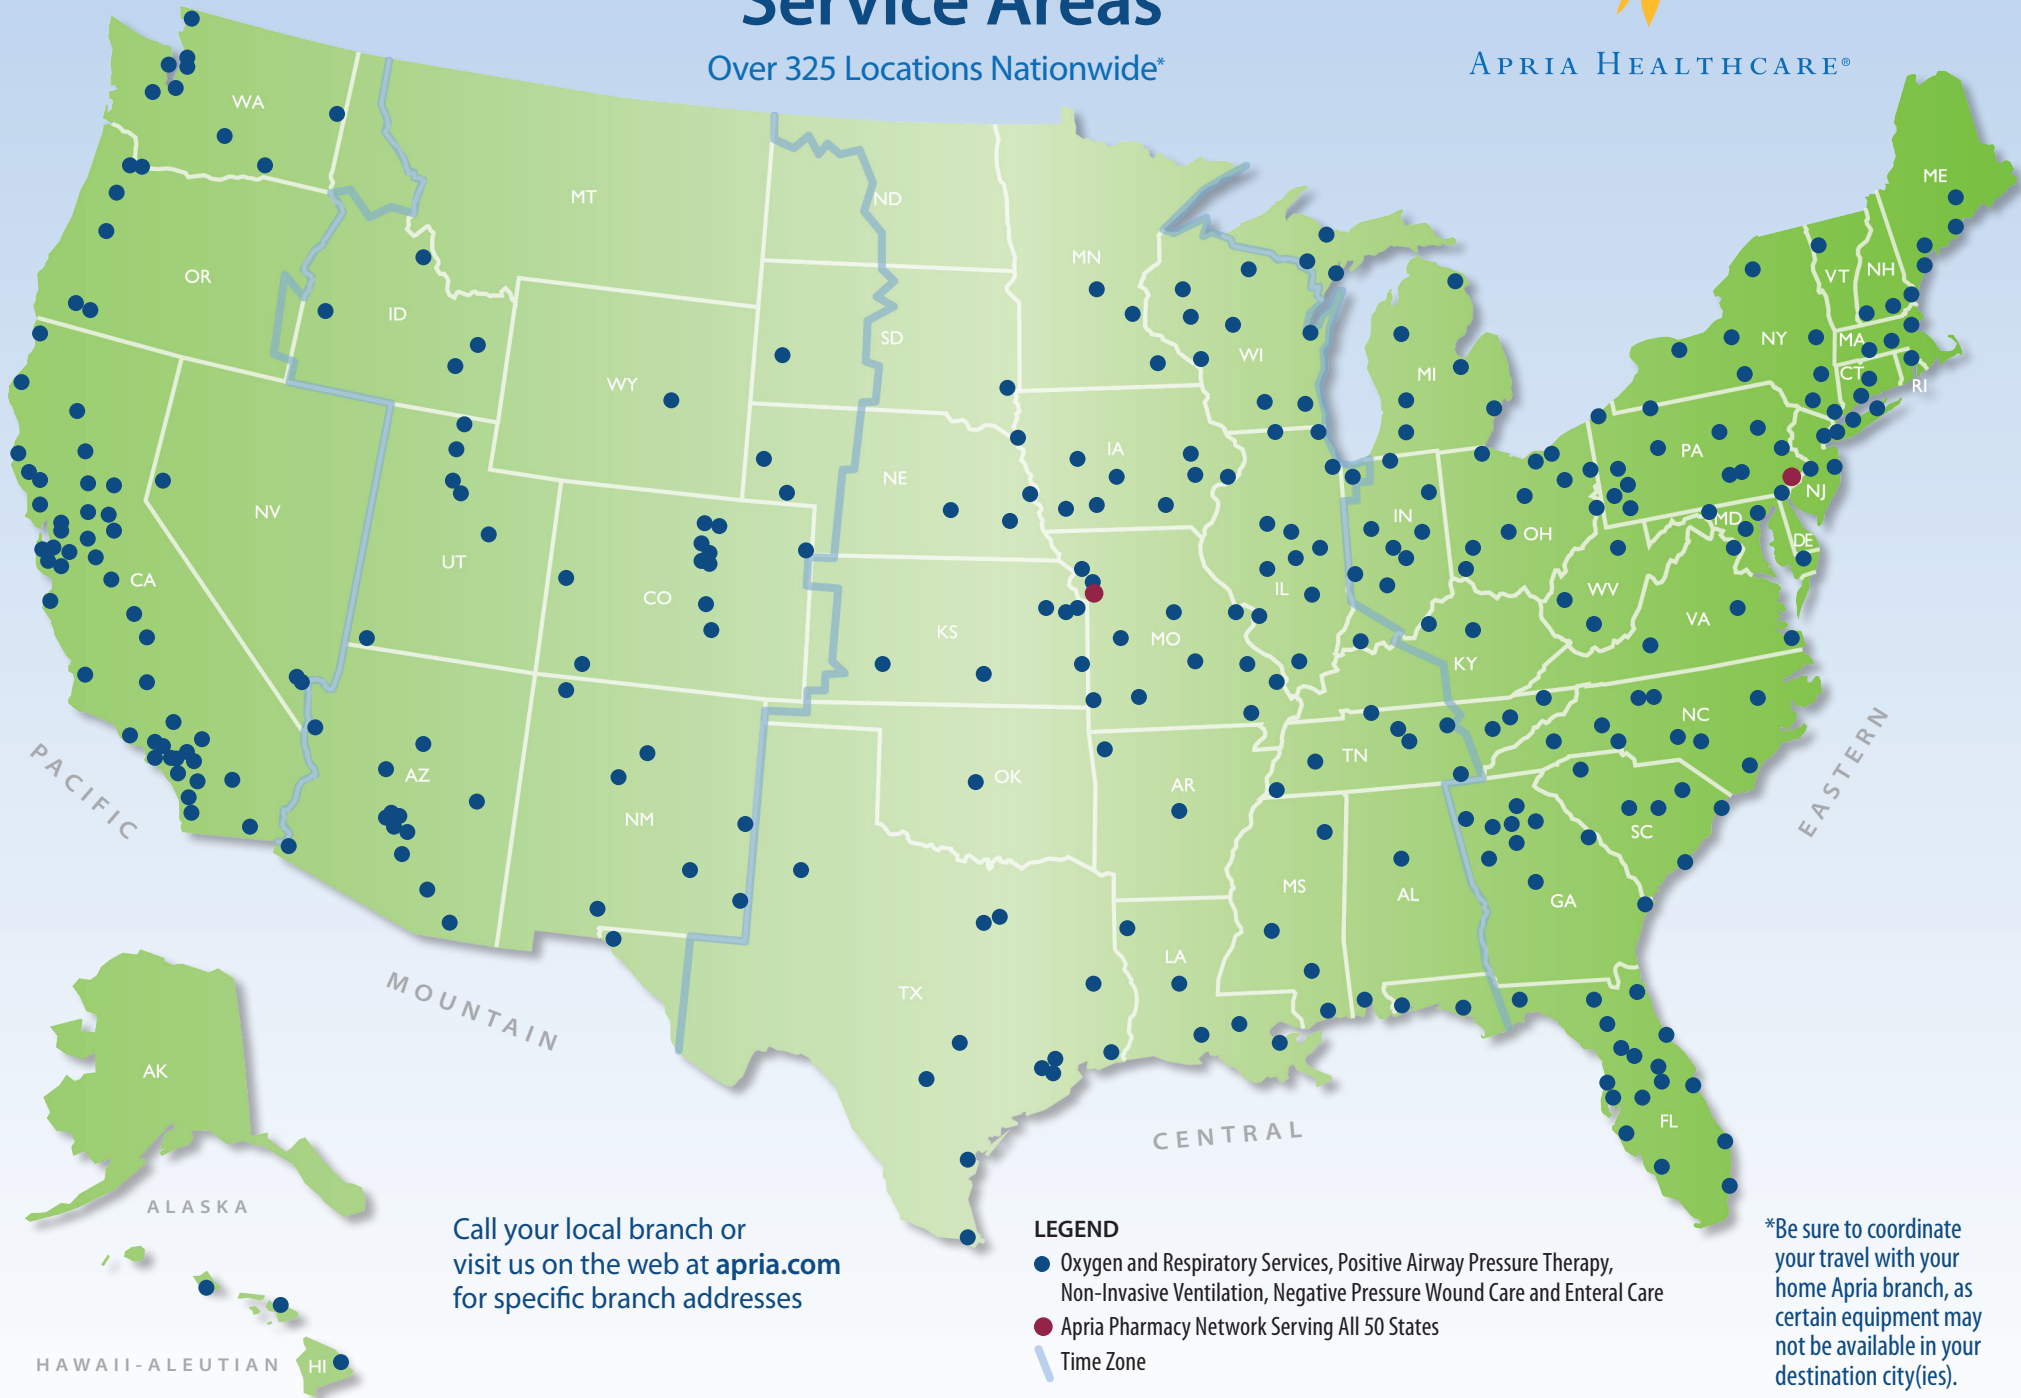 Service Areas
Over 325 Locations Nationwide*
APRIA HEALTHCARE®
WA
MT
ND
MN
ME
OR
ID
SD
WI
MI
VT
NH
NY
MA
CT
RI
WY
IA
NE
PA
NJ
NV
UT
CO
CA
IL
IN
OH
MD
DE
WV
VA
KS
MO
KY
NC
AZ
NM
OK
AR
TN
SC
MS
AL
GA
LA
TX
FL
AK
HI
PACIFIC
MOUNTAIN
CENTRAL
EASTERN
ALASKA
HAWAII-ALEUTIAN
Call your local branch or
visit us on the web at apria.com
for specific branch addresses
LEGEND
Oxygen and Respiratory Services, Positive Airway Pressure Therapy,
Non-Invasive Ventilation, Negative Pressure Wound Care and Enteral Care
Apria Pharmacy Network Serving All 50 States
Time Zone
*Be sure to coordinate
your travel with your
home Apria branch, as
certain equipment may
not be available in your
destination city(ies).